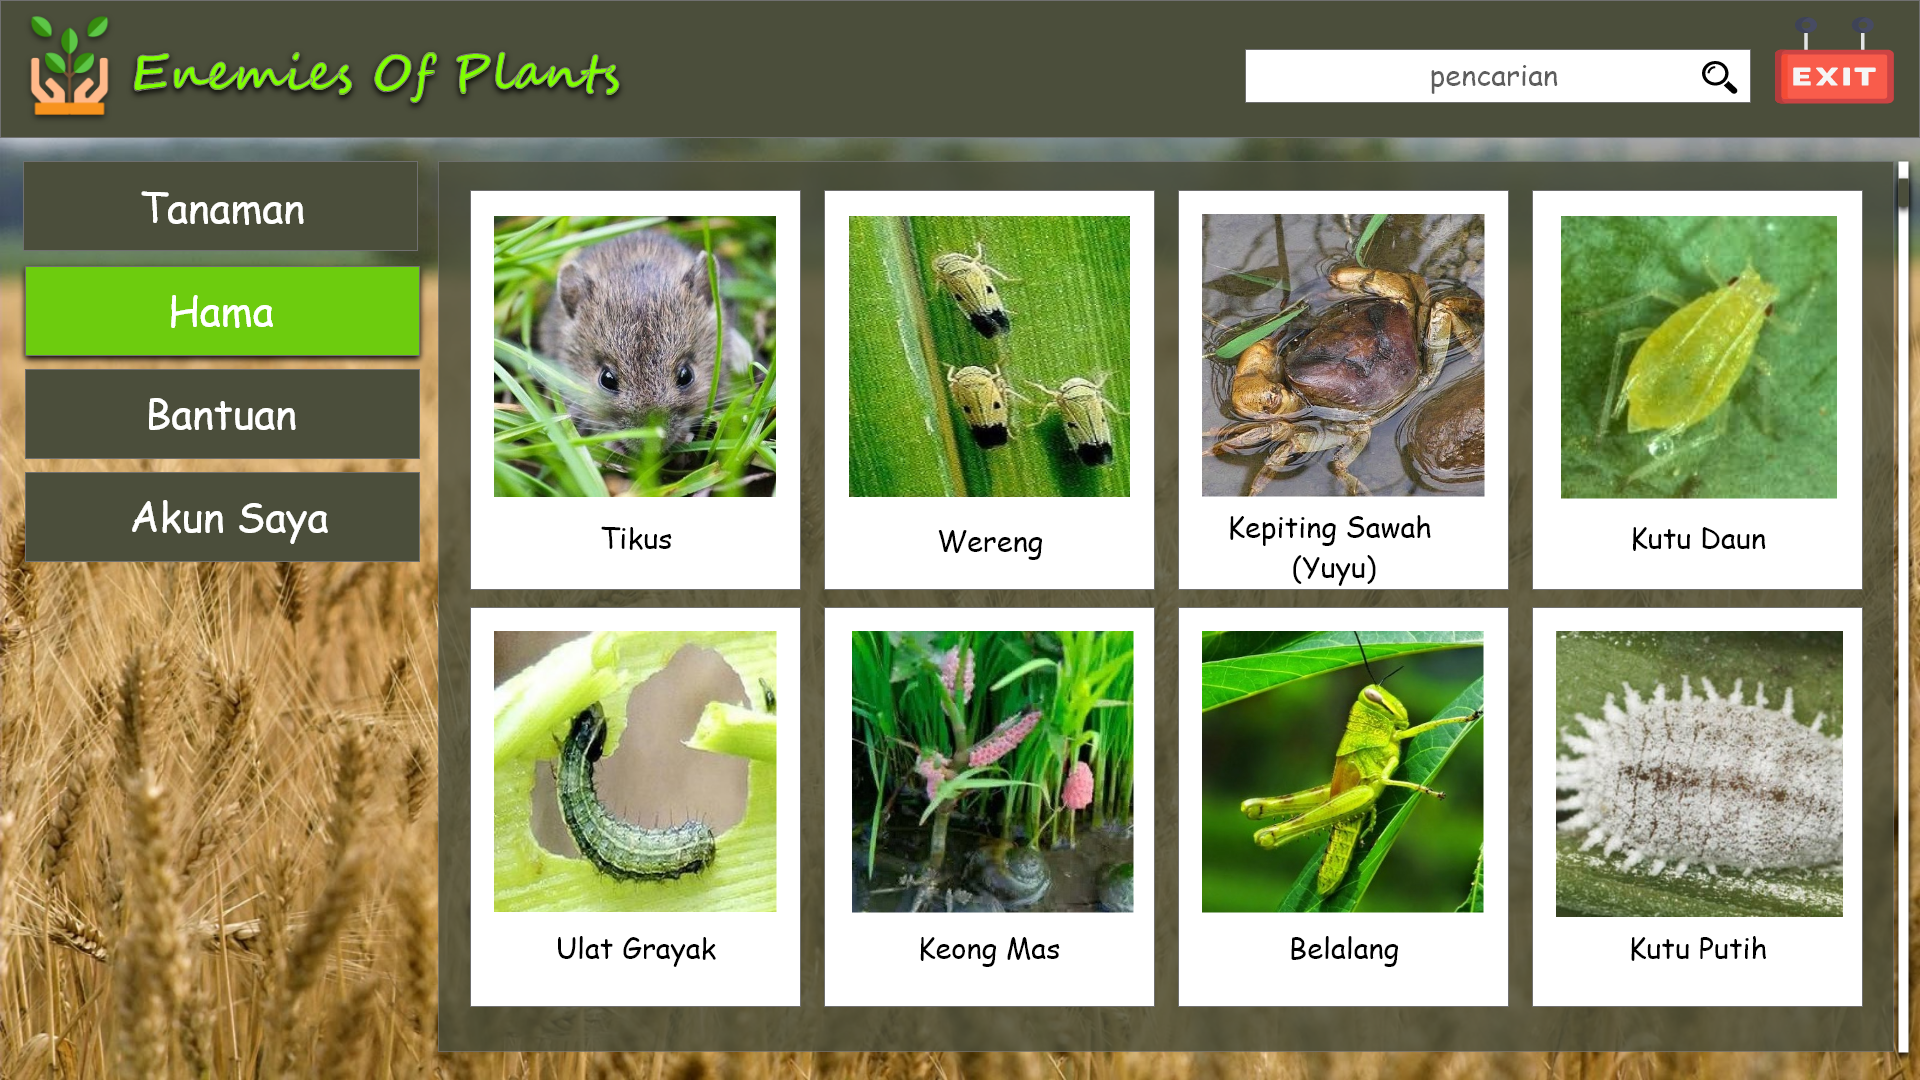 Enemies Of Plants
pencarian
EXIT
Tanaman
Hama
Bantuan
Akun Saya
Tikus
Wereng
Kepiting Sawah
(Yuyu)
Kutu Daun
Ulat Grayak
Keong Mas
Belalang
Kutu Putih